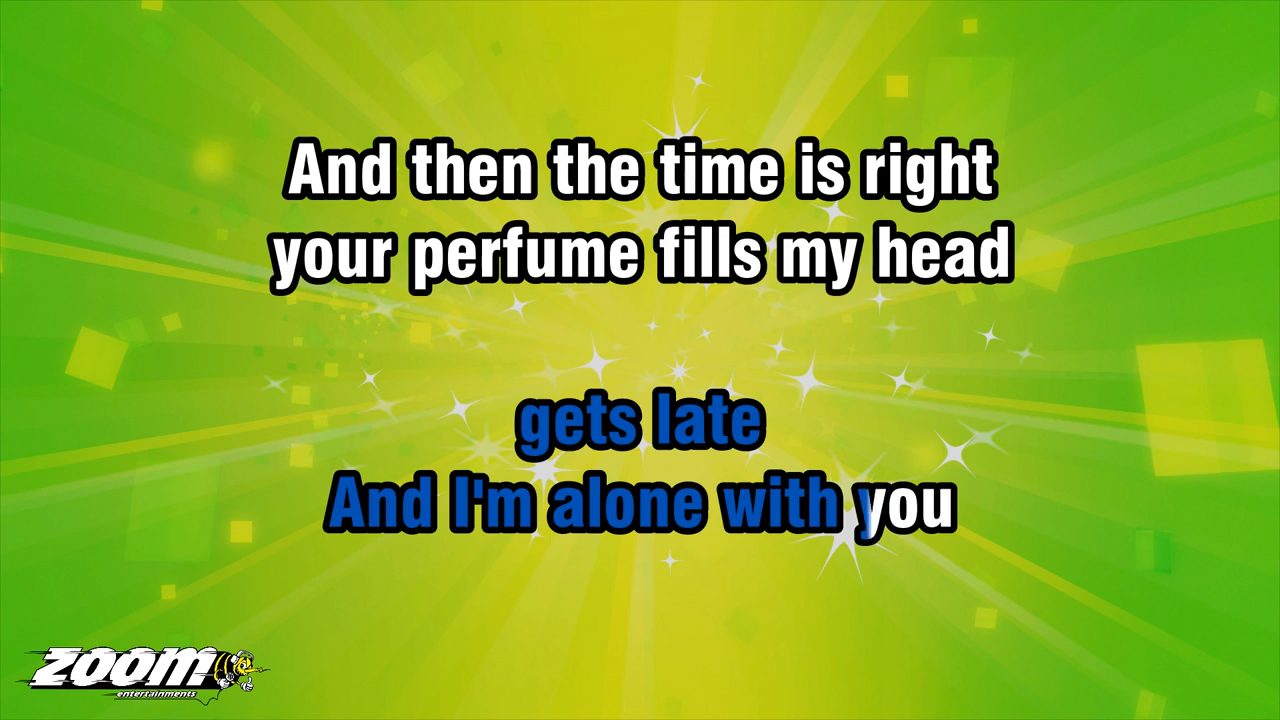 And then the time is right
your perfume fills my head
gets late
And I'm alone with you
zoom
entertainments